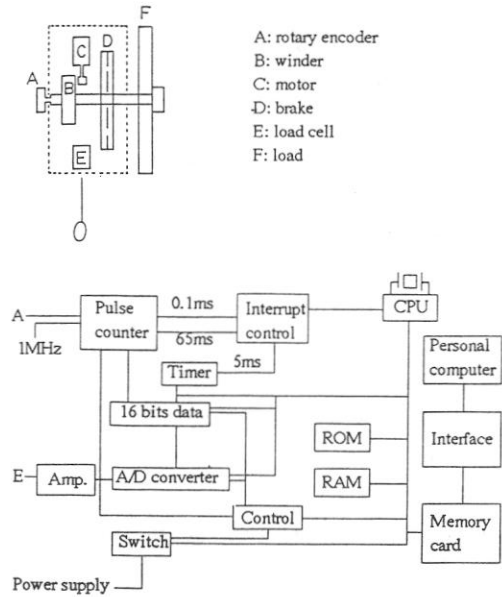 F
C
D
A
B
E
A: rotary encoder
B: winder
C: motor
D: brake
E: load cell
F: load
A
1MHz
Pulse
counter
0.1ms
65ms
Interrupt
control
CPU
5ms
Timer
16 bits data
Personal
computer
ROM
Interface
E
Amp.
A/D converter
RAM
Control
Memory
card
Switch
Power supply